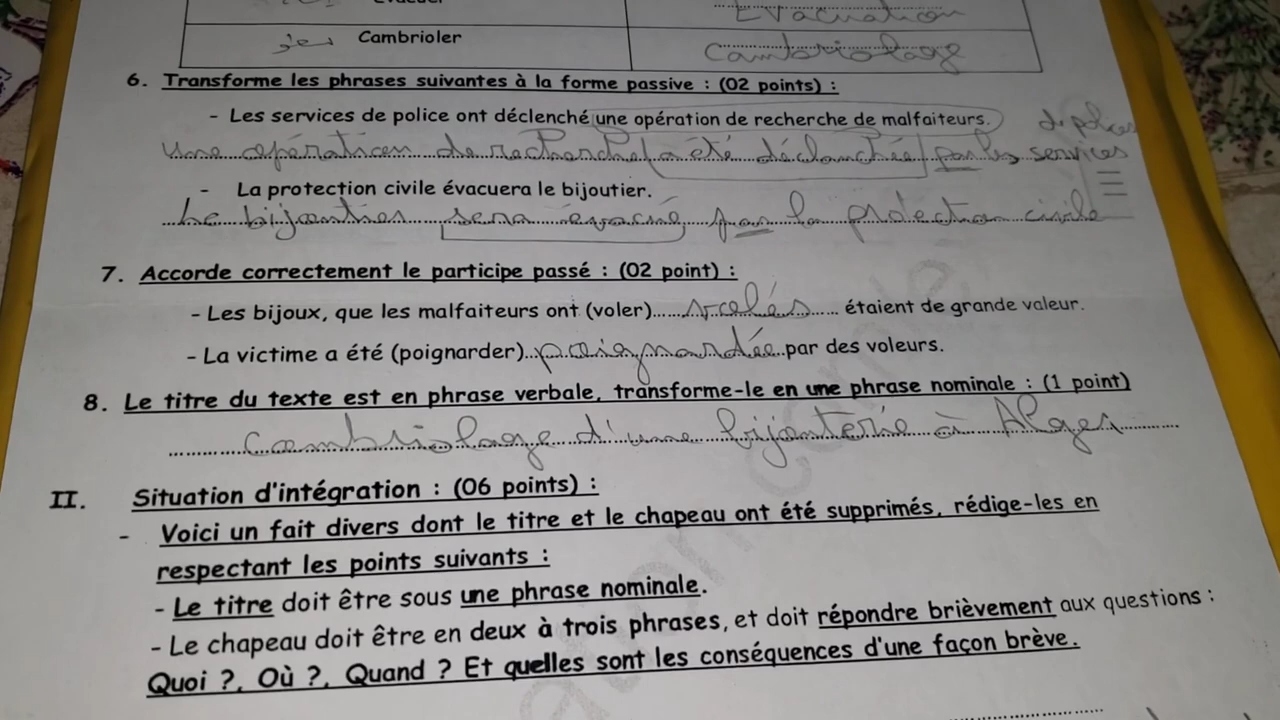 Evacuation
Cambrioler
Cambriolage
6. Transforme les phrases suivantes à la forme passive : (02 points) :
- Les services de police ont déclenché une opération de recherche de malfaiteurs.
de polices
Une opération de recherche a été déclanchée par les services
- La protection civile évacuera le bijoutier.
Le bijoutier sera évacué par la protection civile
7. Accorde correctement le participe passé : (02 point) :
- Les bijoux, que les malfaiteurs ont (voler)......volés...... étaient de grande valeur.
- La victime a été (poignarder)..poignardée..par des voleurs.
8. Le titre du texte est en phrase verbale, transforme-le en une phrase nominale : (1 point)
Cambriolage d'une bijouterie à Alger
II. Situation d'intégration : (06 points) :
- Voici un fait divers dont le titre et le chapeau ont été supprimés, rédige-les en
respectant les points suivants :
- Le titre doit être sous une phrase nominale.
- Le chapeau doit être en deux à trois phrases, et doit répondre brièvement aux questions :
Quoi ?, Où ?, Quand ? Et quelles sont les conséquences d'une façon brève.